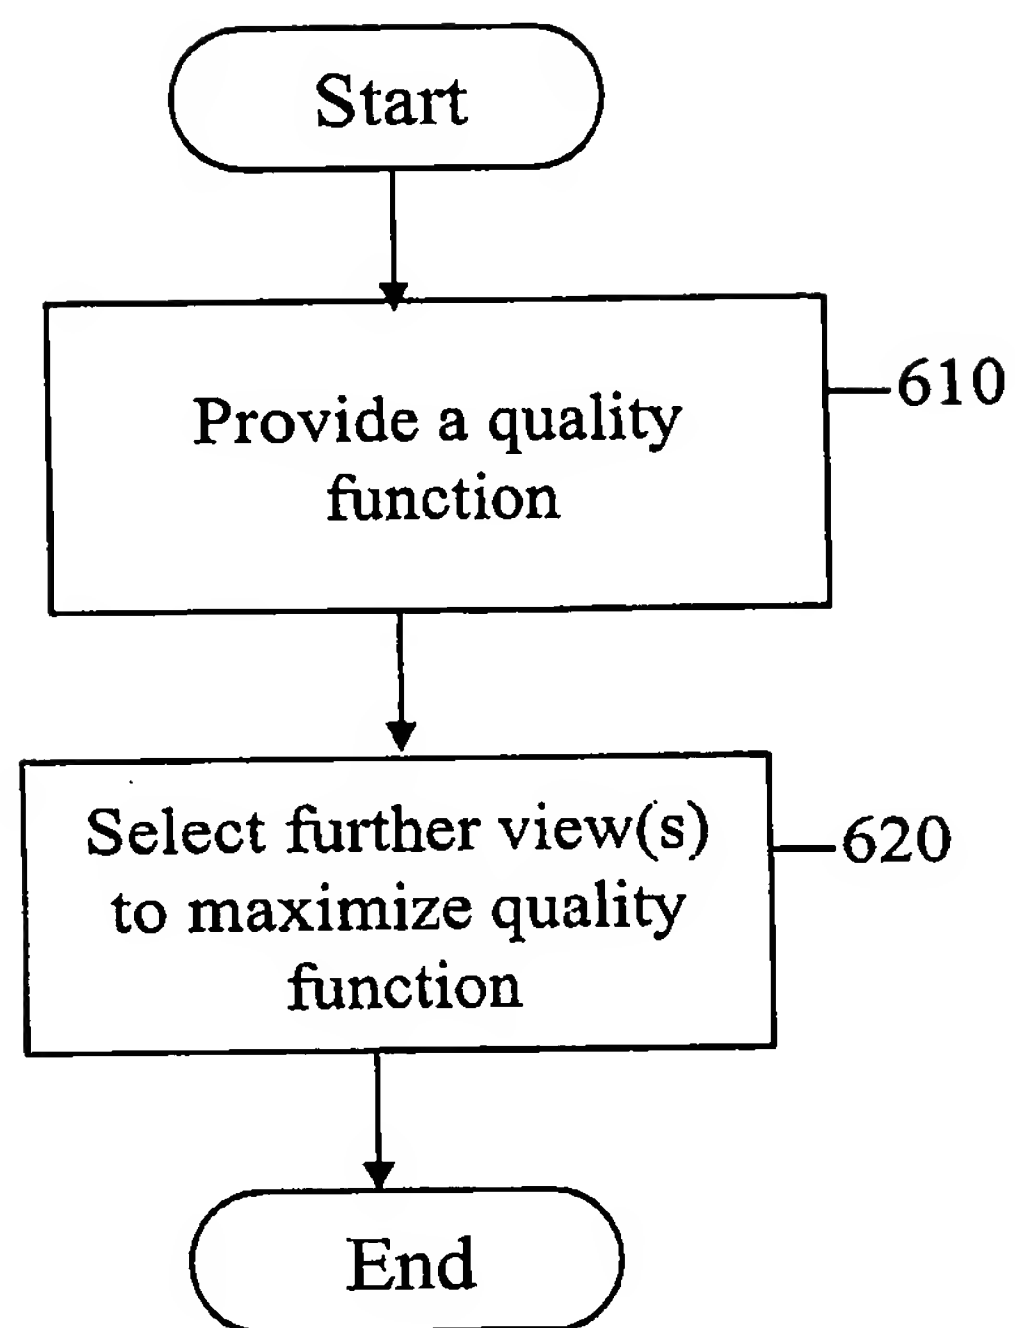 Start
Provide a quality
function
610
Select further view(s)
to maximize quality
function
620
End